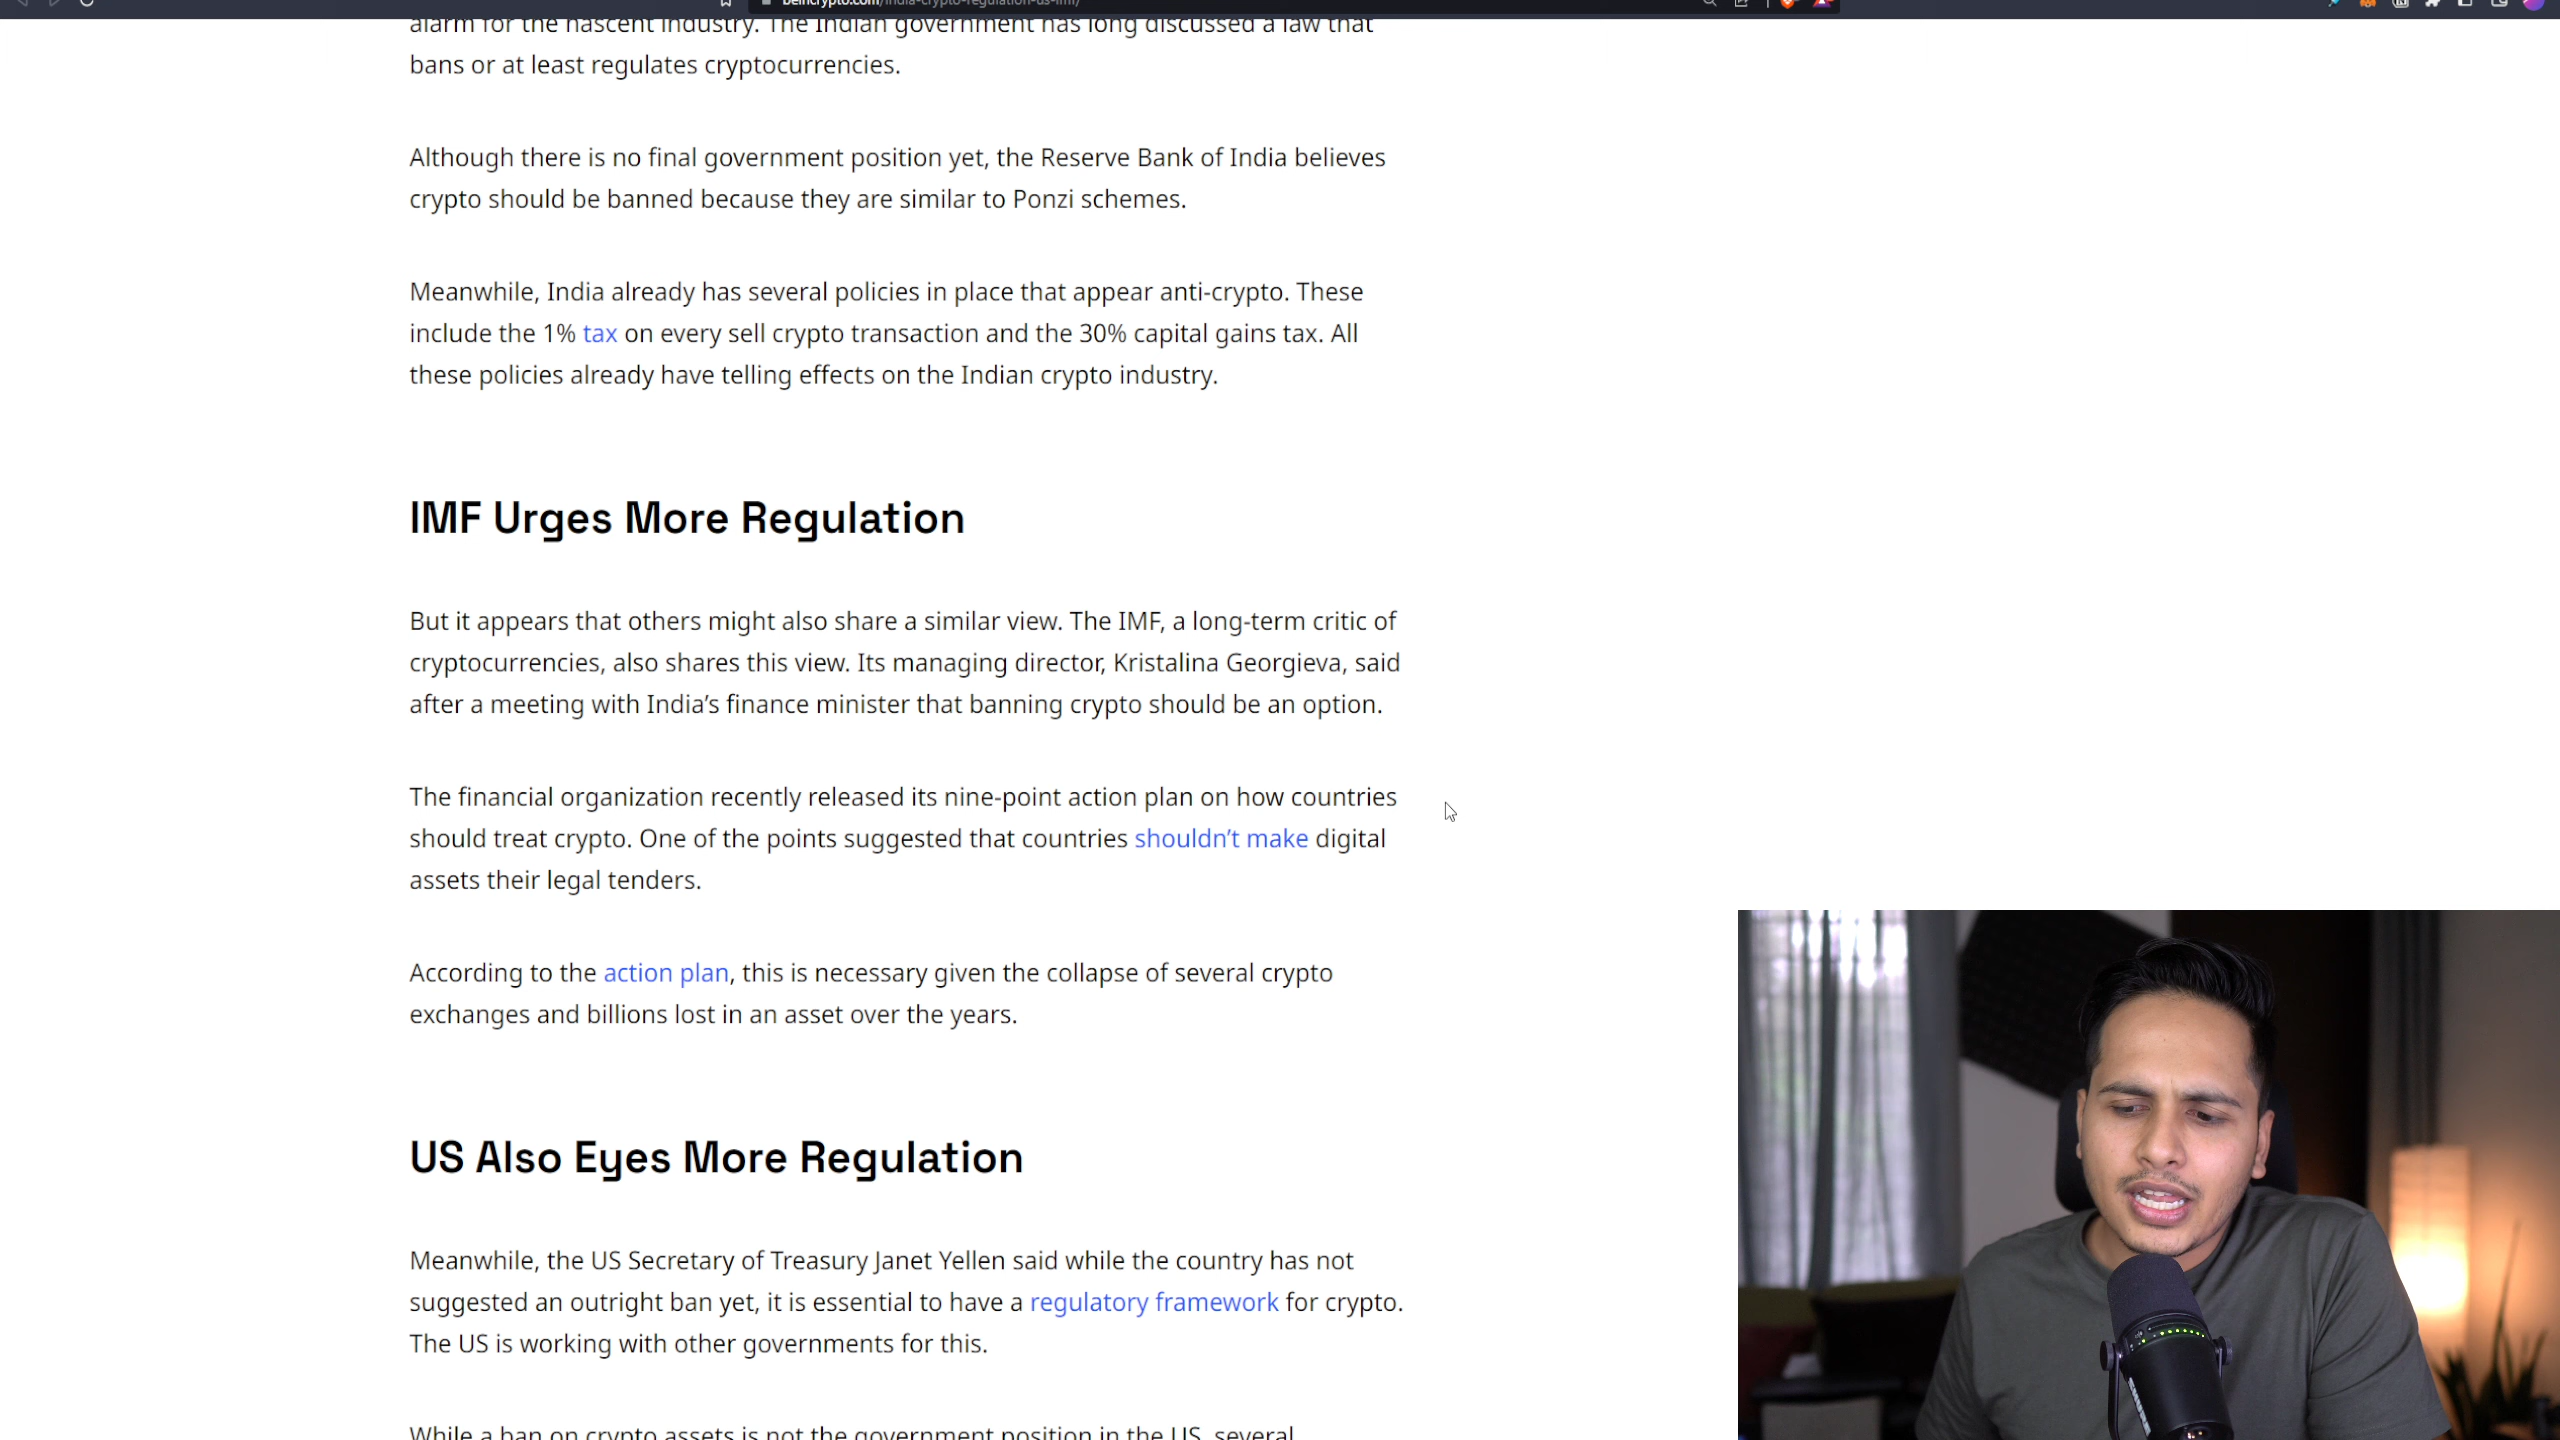 beincrypto.com/india-crypto-regulation-us-imf/
alarm for the nascent industry. The Indian government has long discussed a law that
bans or at least regulates cryptocurrencies.
Although there is no final government position yet, the Reserve Bank of India believes
crypto should be banned because they are similar to Ponzi schemes.
Meanwhile, India already has several policies in place that appear anti-crypto. These
include the 1% tax on every sell crypto transaction and the 30% capital gains tax. All
these policies already have telling effects on the Indian crypto industry.
IMF Urges More Regulation
But it appears that others might also share a similar view. The IMF, a long-term critic of
cryptocurrencies, also shares this view. Its managing director, Kristalina Georgieva, said
after a meeting with India’s finance minister that banning crypto should be an option.
The financial organization recently released its nine-point action plan on how countries
should treat crypto. One of the points suggested that countries shouldn’t make digital
assets their legal tenders.
According to the action plan, this is necessary given the collapse of several crypto
exchanges and billions lost in an asset over the years.
US Also Eyes More Regulation
Meanwhile, the US Secretary of Treasury Janet Yellen said while the country has not
suggested an outright ban yet, it is essential to have a regulatory framework for crypto.
The US is working with other governments for this.
While a ban on crypto assets is not the government position in the US, several